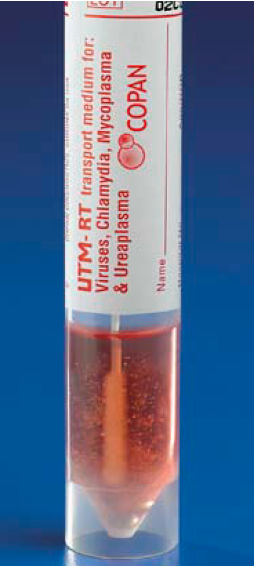 UTM-RT transport medium for:
Viruses, Chlamydia, Mycoplasma
& Ureaplasma
COPAN
Name